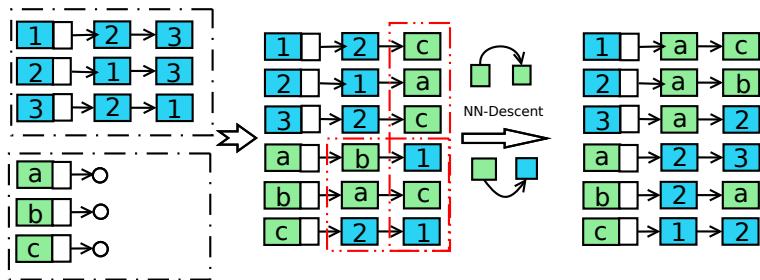 1 2 3
2 1 3
3 2 1
a
b
c
1 2 c
2 1 a
3 2 c
a b 1
b a c
c 2 1
NN-Descent
1 a c
2 a b
3 a 2
a 2 3
b 2 a
c 1 2